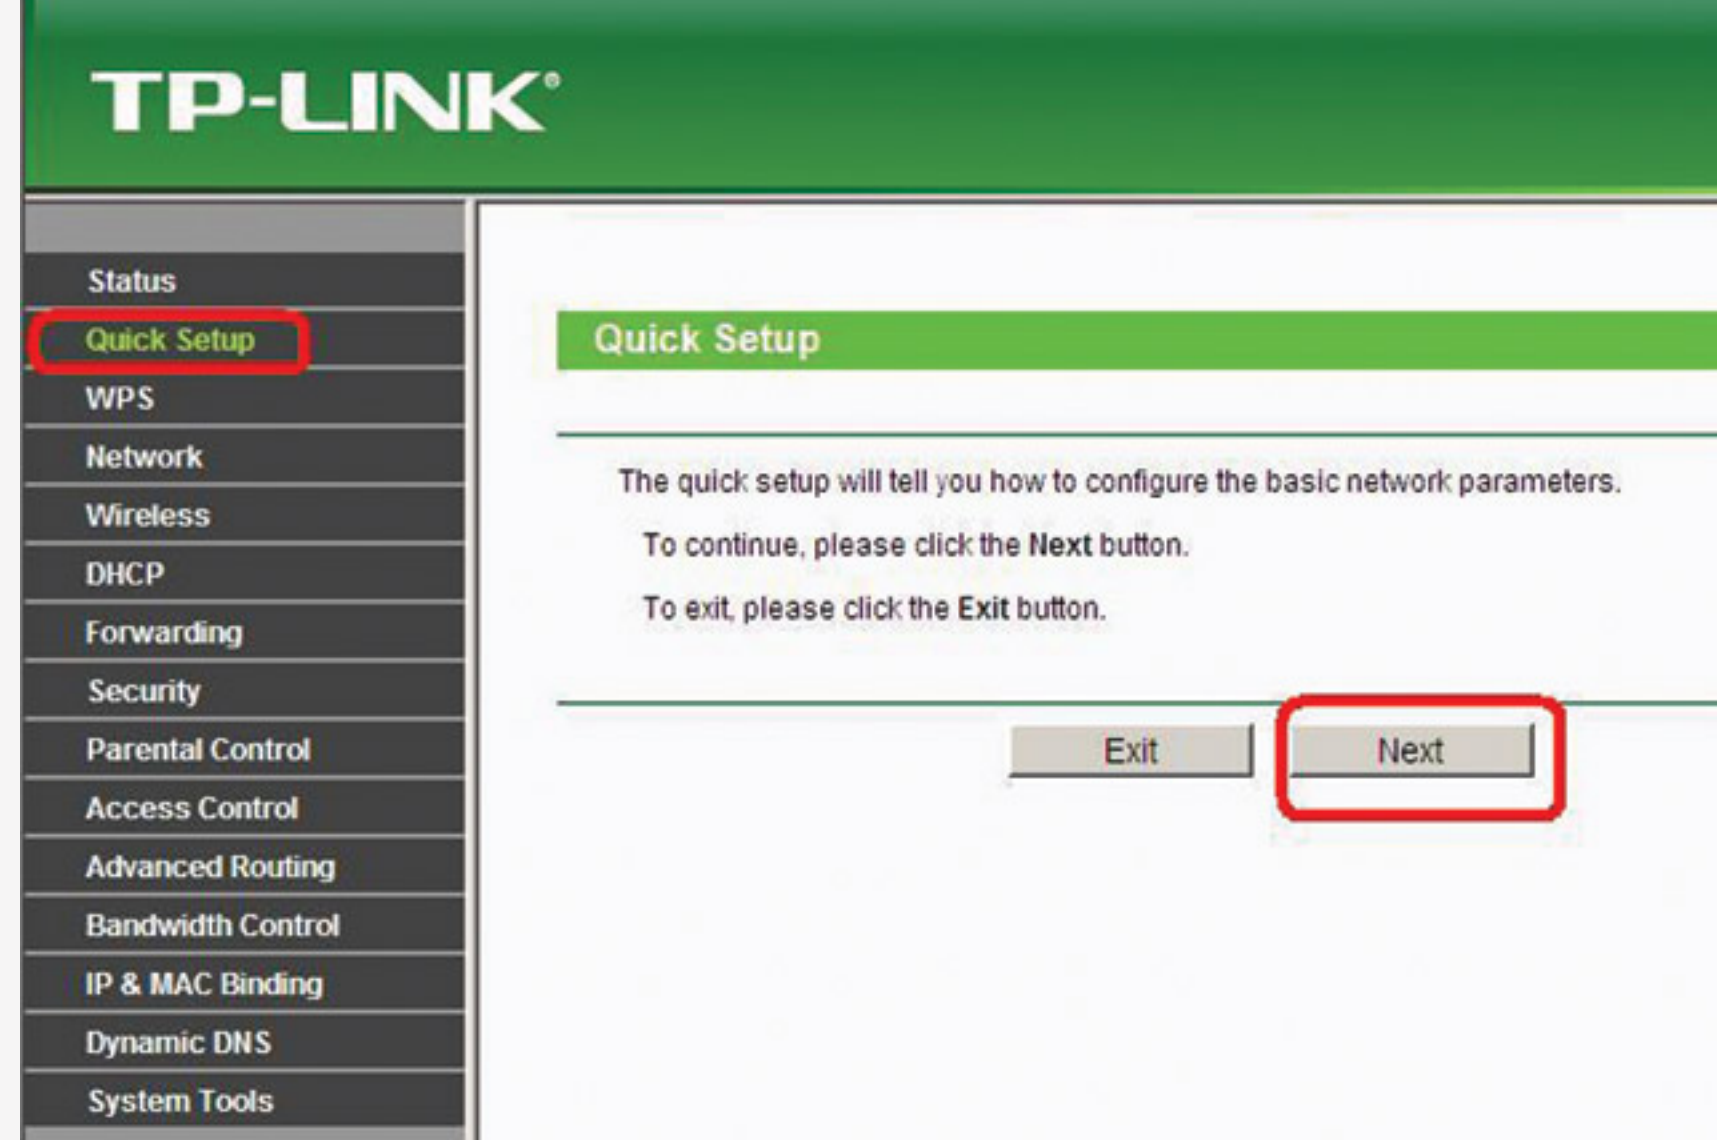 TP-LINK®
Status
Quick Setup
WPS
Network
Wireless
DHCP
Forwarding
Security
Parental Control
Access Control
Advanced Routing
Bandwidth Control
IP & MAC Binding
Dynamic DNS
System Tools
Quick Setup
The quick setup will tell you how to configure the basic network parameters.
To continue, please click the Next button.
To exit, please click the Exit button.
Exit Next